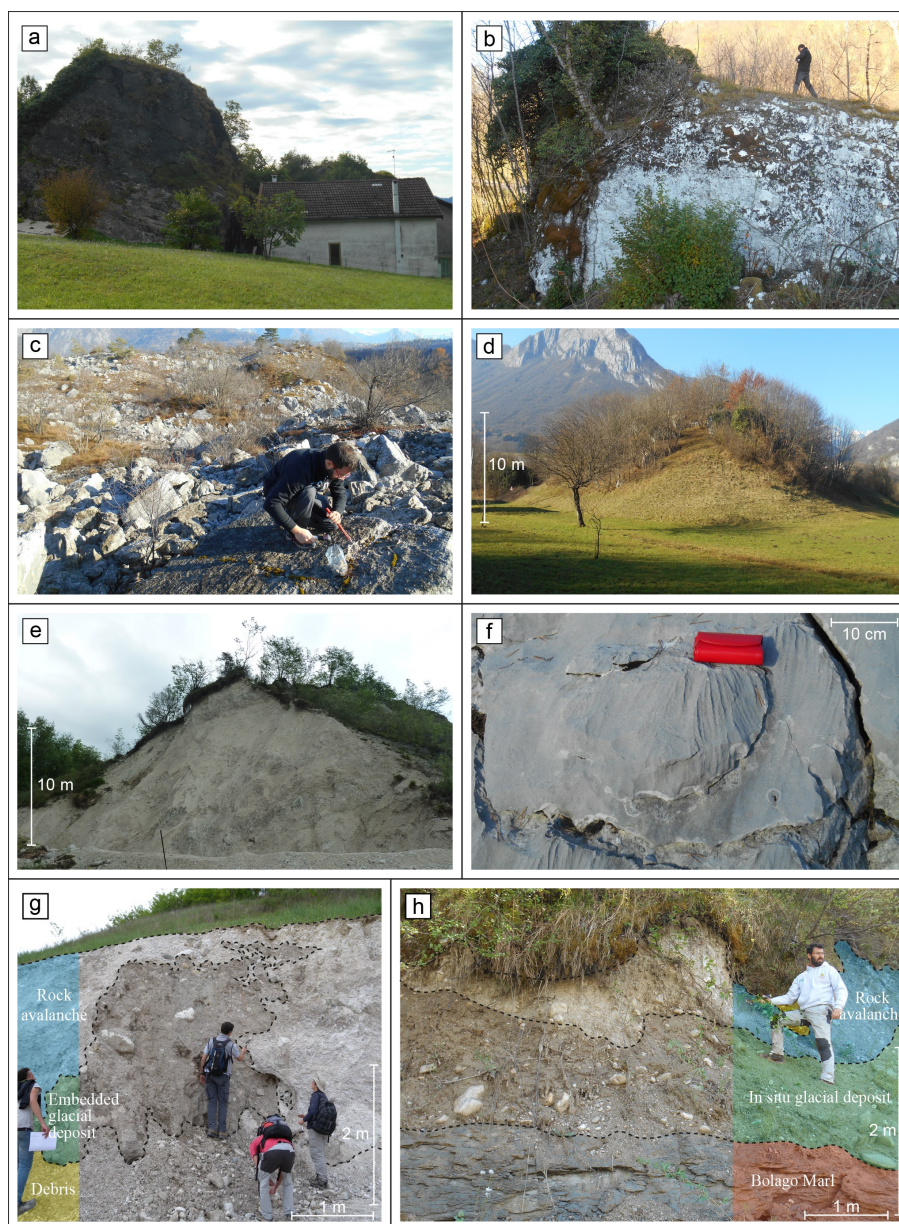 a
b
c
d
10 m
e
10 m
f
10 cm
g
Rock
avalanche
Embedded
glacial
deposit
Debris
2 m
1 m
h
Rock
avalanche
In situ glacial deposit
2 m
Bolago Marl
1 m